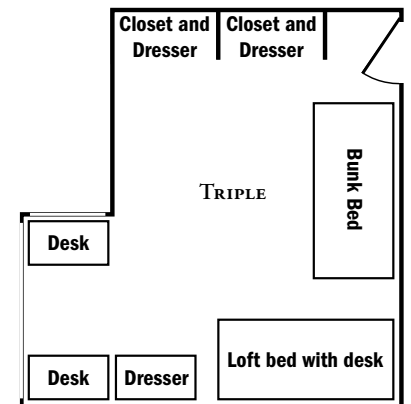 Closet and
Dresser
Closet and
Dresser
Bunk Bed
TRIPLE
Desk
Loft bed with desk
Desk
Dresser